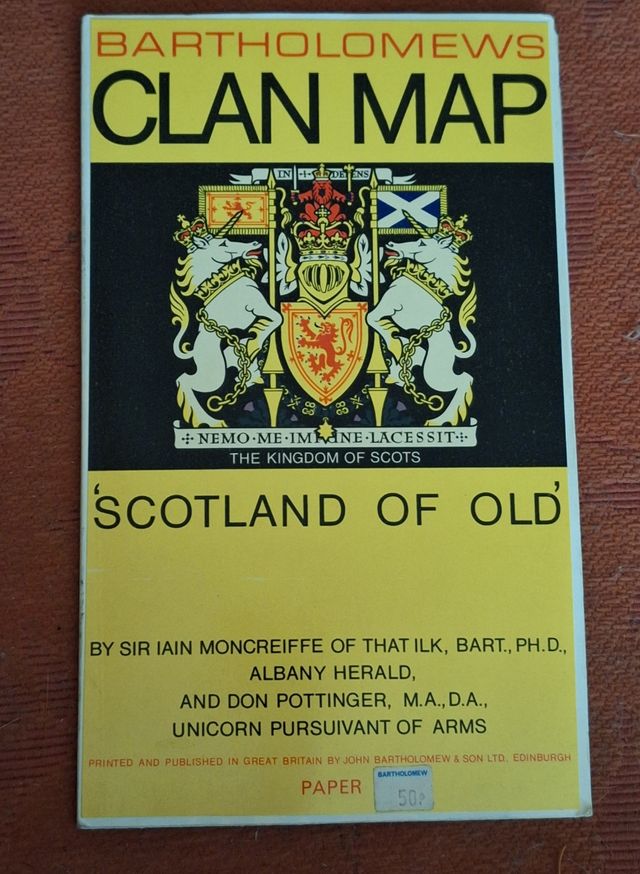 BARTHOLOMEWS
CLAN MAP
IN DEFENS
NEMO·ME·IMPUNE·LACESSIT
THE KINGDOM OF SCOTS
'SCOTLAND OF OLD'
BY SIR IAIN MONCREIFFE OF THAT ILK, BART., PH.D.,
ALBANY HERALD,
AND DON POTTINGER, M.A., D.A.,
UNICORN PURSUIVANT OF ARMS
PRINTED AND PUBLISHED IN GREAT BRITAIN BY JOHN BARTHOLOMEW & SON LTD., EDINBURGH
PAPER
BARTHOLOMEW
50P